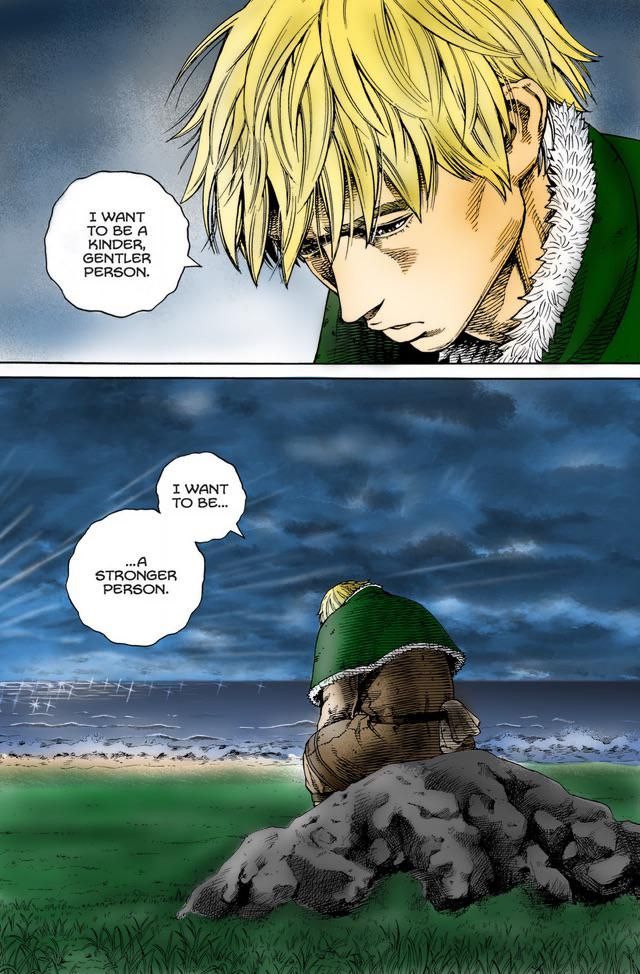 I WANT
TO BE A
KINDER,
GENTLER
PERSON.
I WANT
TO BE...
...A
STRONGER
PERSON.